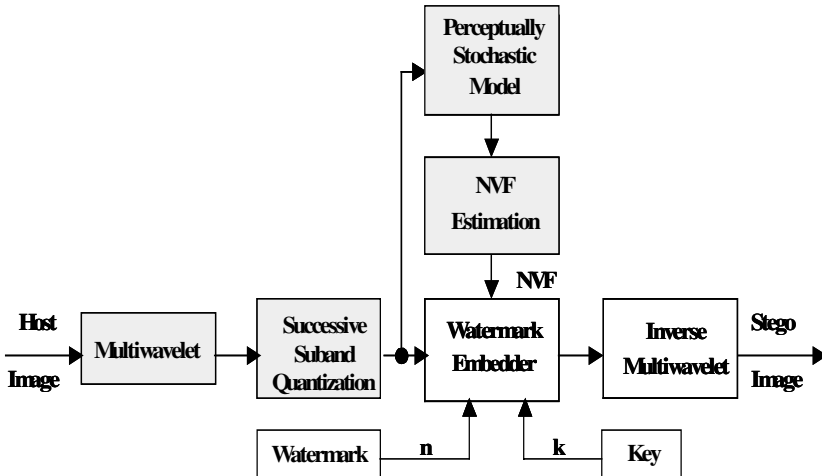 Perceptually
Stochastic
Model
NVF
Estimation
NVF
Host
Image
Multiwavelet
Successive
Suband
Quantization
Watermark
Embedder
Inverse
Multiwavelet
Stego
Image
Watermark
n
k
Key